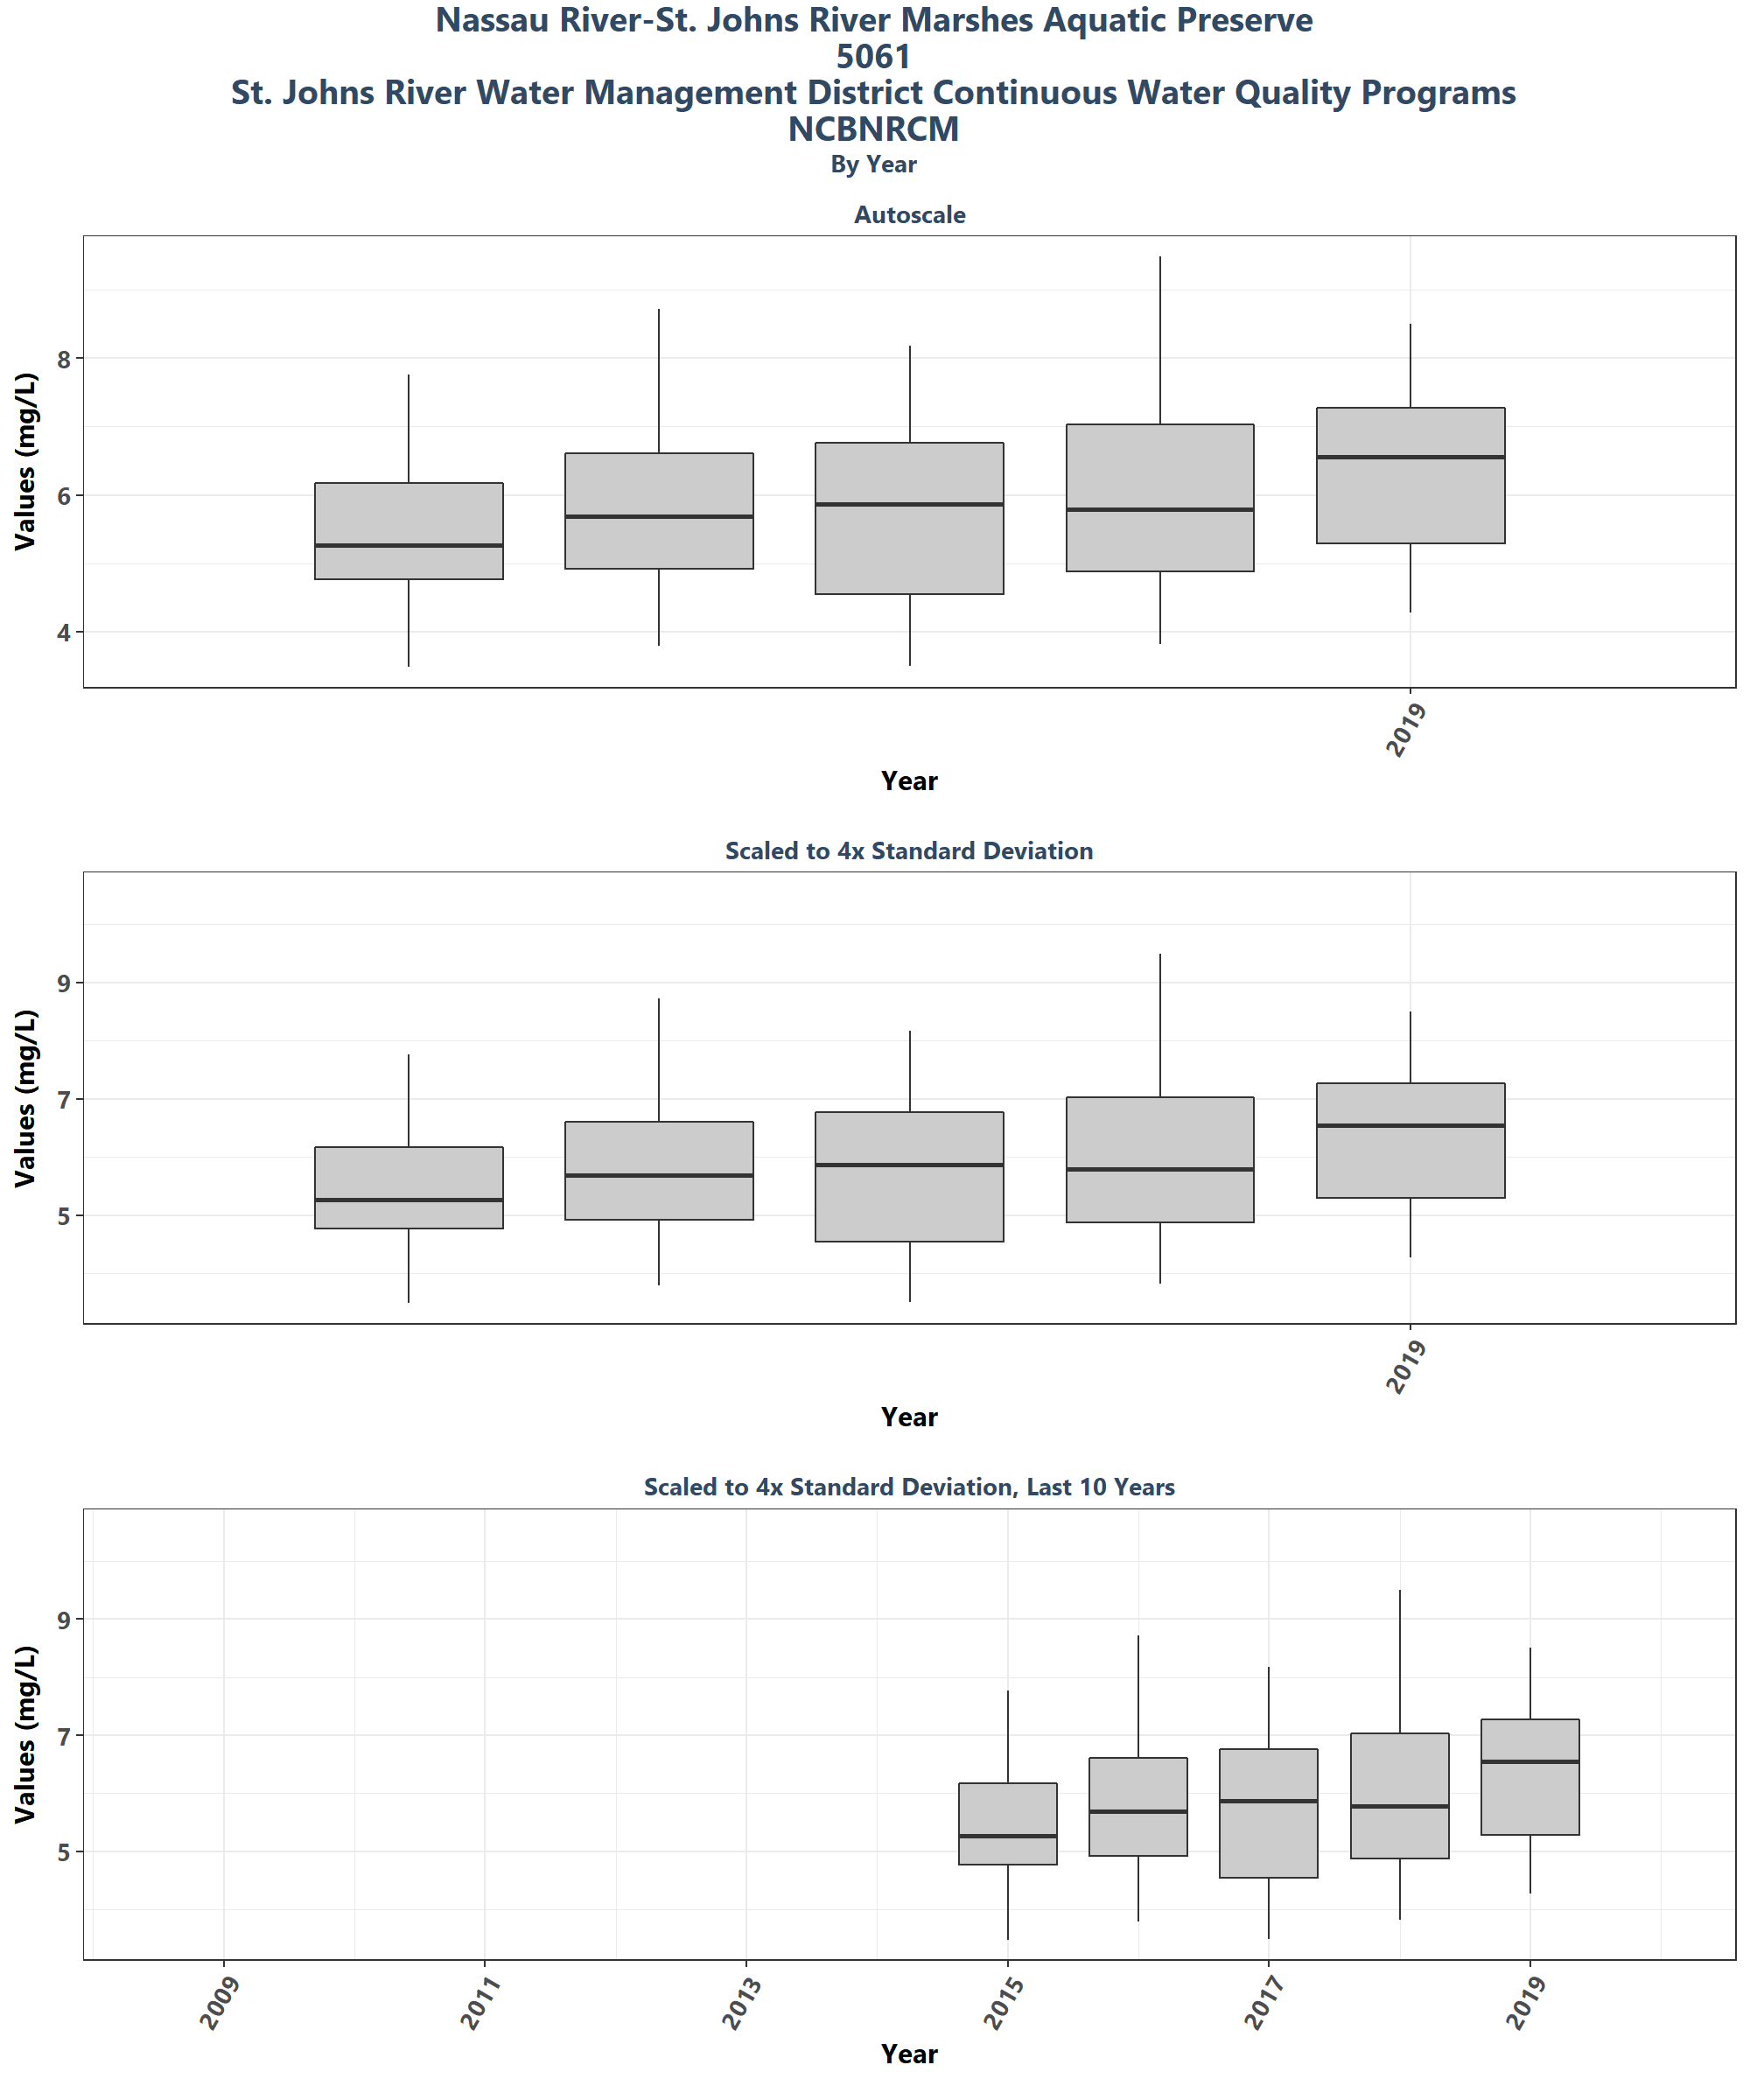 Nassau River-St. Johns River Marshes Aquatic Preserve
5061
St. Johns River Water Management District Continuous Water Quality Programs
NCBNRCM
By Year
Autoscale
Values (mg/L)
8
6
4
2019
Year
Scaled to 4x Standard Deviation
Values (mg/L)
9
7
5
2019
Year
Scaled to 4x Standard Deviation, Last 10 Years
Values (mg/L)
9
7
5
2009 2011 2013 2015 2017 2019
Year